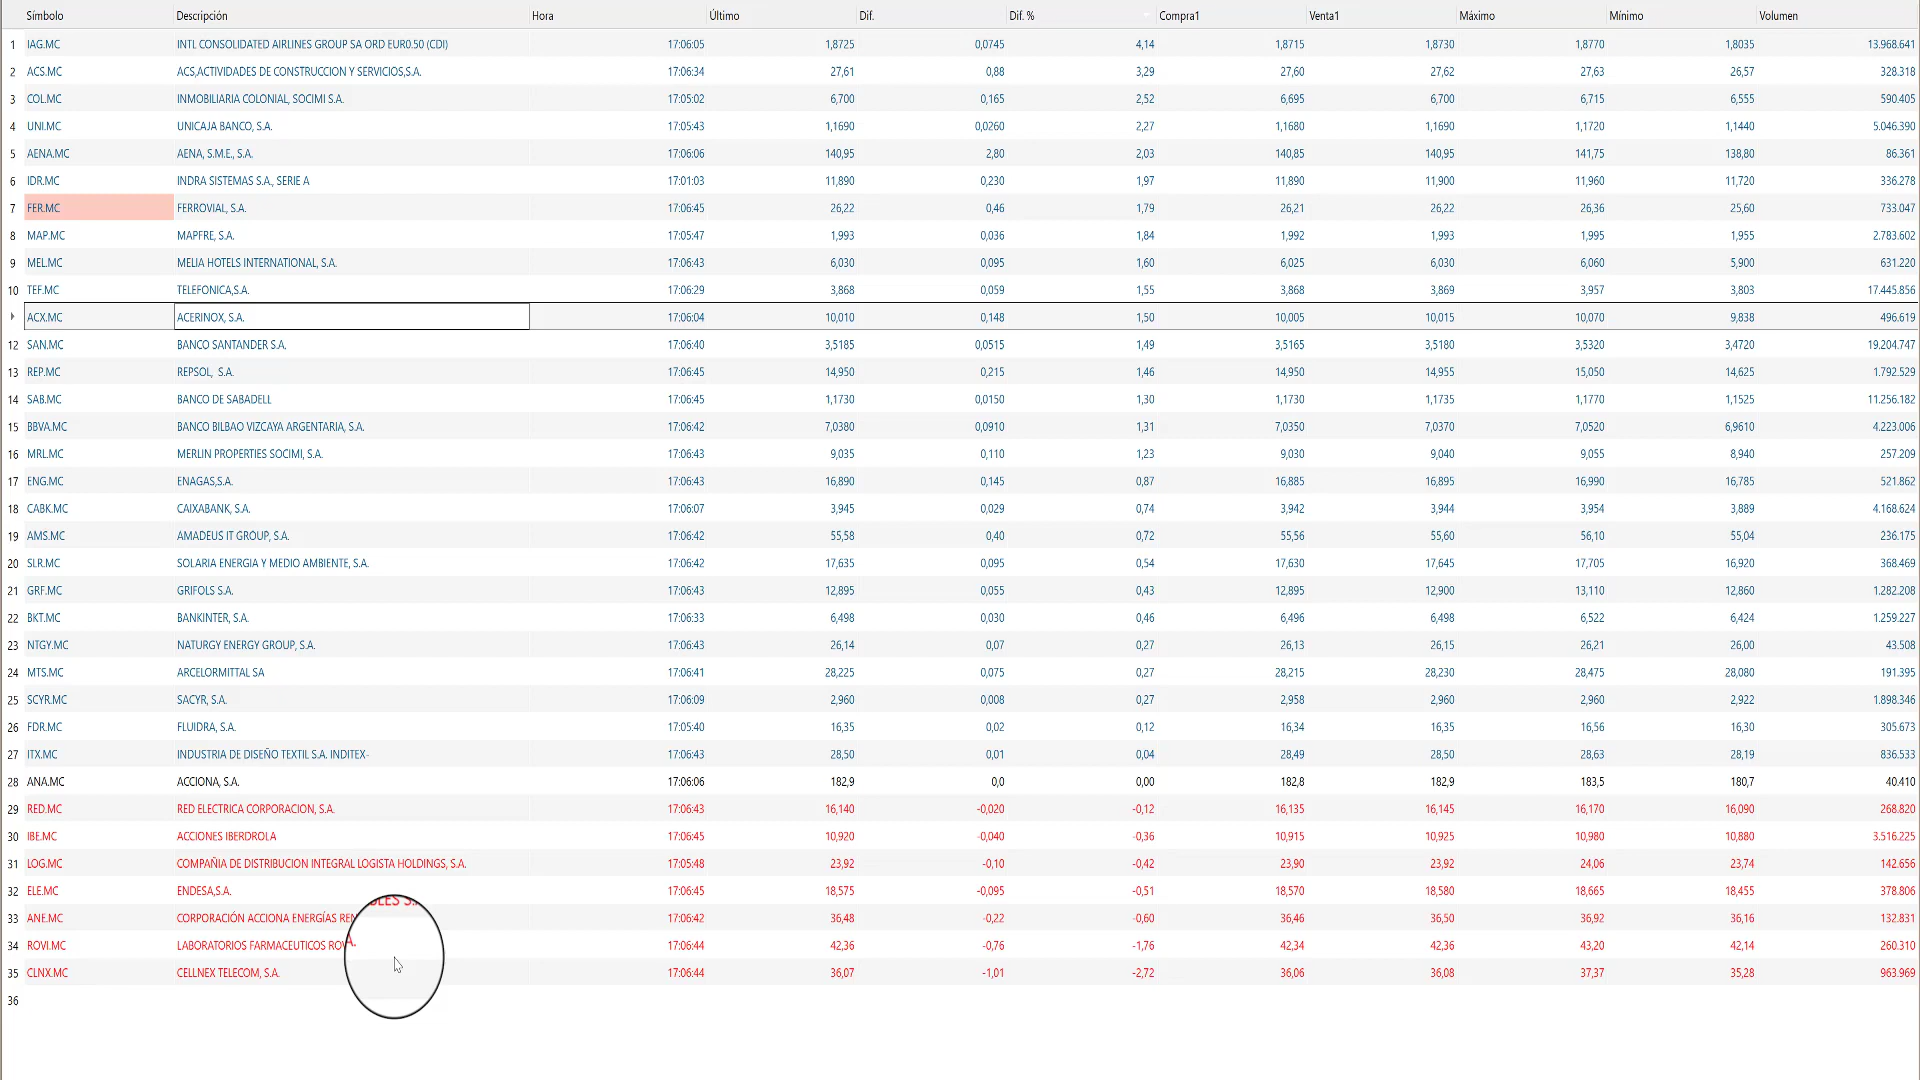 Símbolo Descripción Hora Último Dif. Dif. % Compra1 Venta1 Máximo Mínimo Volumen
1 IAG.MC INTL CONSOLIDATED AIRLINES GROUP SA ORD EUR0.50 (CDI) 17:06:05 1,8725 0,0745 4,14 1,8715 1,8730 1,8770 1,8035 13.968.641
2 ACS.MC ACS,ACTIVIDADES DE CONSTRUCCION Y SERVICIOS,S.A. 17:06:34 27,61 0,88 3,29 27,60 27,62 27,63 26,57 328.318
3 COL.MC INMOBILIARIA COLONIAL, SOCIMI S.A. 17:05:02 6,700 0,165 2,52 6,695 6,700 6,715 6,555 590.405
4 UNI.MC UNICAJA BANCO, S.A. 17:05:43 1,1690 0,0260 2,27 1,1680 1,1690 1,1720 1,1440 5.046.390
5 AENA.MC AENA, S.M.E., S.A. 17:06:06 140,95 2,80 2,03 140,85 140,95 141,75 138,80 86.361
6 IDR.MC INDRA SISTEMAS S.A., SERIE A 17:01:03 11,890 0,230 1,97 11,890 11,900 11,960 11,720 336.278
7 FER.MC FERROVIAL, S.A. 17:06:45 26,22 0,46 1,79 26,21 26,22 26,36 25,60 733.047
8 MAP.MC MAPFRE, S.A. 17:05:47 1,993 0,036 1,84 1,992 1,993 1,995 1,955 2.783.602
9 MEL.MC MELIA HOTELS INTERNATIONAL, S.A. 17:06:43 6,030 0,095 1,60 6,025 6,030 6,060 5,900 631.220
10 TEF.MC TELEFONICA,S.A. 17:06:29 3,868 0,059 1,55 3,868 3,869 3,957 3,803 17.445.856
ACX.MC ACERINOX, S.A. 17:06:04 10,010 0,148 1,50 10,005 10,015 10,070 9,838 496.619
12 SAN.MC BANCO SANTANDER S.A. 17:06:40 3,5185 0,0515 1,49 3,5165 3,5180 3,5320 3,4720 19.204.747
13 REP.MC REPSOL, S.A. 17:06:45 14,950 0,215 1,46 14,950 14,955 15,050 14,625 1.792.529
14 SAB.MC BANCO DE SABADELL 17:06:45 1,1730 0,0150 1,30 1,1730 1,1735 1,1770 1,1525 11.256.182
15 BBVA.MC BANCO BILBAO VIZCAYA ARGENTARIA, S.A. 17:06:42 7,0380 0,0910 1,31 7,0350 7,0370 7,0520 6,9610 4.223.006
16 MRL.MC MERLIN PROPERTIES SOCIMI, S.A. 17:06:43 9,035 0,110 1,23 9,030 9,040 9,055 8,940 257.209
17 ENG.MC ENAGAS,S.A. 17:06:43 16,890 0,145 0,87 16,885 16,895 16,990 16,785 521.862
18 CABK.MC CAIXABANK, S.A. 17:06:07 3,945 0,029 0,74 3,942 3,944 3,954 3,889 4.168.624
19 AMS.MC AMADEUS IT GROUP, S.A. 17:06:42 55,58 0,40 0,72 55,56 55,60 56,10 55,04 236.175
20 SLR.MC SOLARIA ENERGIA Y MEDIO AMBIENTE, S.A. 17:06:42 17,635 0,095 0,54 17,630 17,645 17,705 16,920 368.469
21 GRF.MC GRIFOLS S.A. 17:06:43 12,895 0,055 0,43 12,895 12,900 13,110 12,860 1.282.208
22 BKT.MC BANKINTER, S.A. 17:06:33 6,498 0,030 0,46 6,496 6,498 6,522 6,424 1.259.227
23 NTGY.MC NATURGY ENERGY GROUP, S.A. 17:06:43 26,14 0,07 0,27 26,13 26,15 26,21 26,00 43.508
24 MTS.MC ARCELORMITTAL SA 17:06:41 28,225 0,075 0,27 28,215 28,230 28,475 28,080 191.395
25 SCYR.MC SACYR, S.A. 17:06:09 2,960 0,008 0,27 2,958 2,960 2,960 2,922 1.898.346
26 FDR.MC FLUIDRA, S.A. 17:05:40 16,35 0,02 0,12 16,34 16,35 16,56 16,30 305.673
27 ITX.MC INDUSTRIA DE DISEÑO TEXTIL S.A. INDITEX- 17:06:43 28,50 0,01 0,04 28,49 28,50 28,63 28,19 836.533
28 ANA.MC ACCIONA, S.A. 17:06:06 182,9 0,0 0,00 182,8 182,9 183,5 180,7 40.410
29 RED.MC RED ELECTRICA CORPORACION, S.A. 17:06:43 16,140 -0,020 -0,12 16,135 16,145 16,170 16,090 268.820
30 IBE.MC ACCIONES IBERDROLA 17:06:45 10,920 -0,040 -0,36 10,915 10,925 10,980 10,880 3.516.225
31 LOG.MC COMPAÑIA DE DISTRIBUCION INTEGRAL LOGISTA HOLDINGS, S.A. 17:05:48 23,92 -0,10 -0,42 23,90 23,92 24,06 23,74 142.656
32 ELE.MC ENDESA,S.A. 17:06:45 18,575 -0,095 -0,51 18,570 18,580 18,665 18,455 378.806
33 ANE.MC CORPORACIÓN ACCIONA ENERGÍAS 17:06:42 36,48 -0,22 -0,60 36,46 36,50 36,92 36,16 132.831
34 ROVI.MC LABORATORIOS FARMACEUTICOS 17:06:44 42,36 -0,76 -1,76 42,34 42,36 43,20 42,14 260.310
35 CLNX.MC CELLNEX TELECOM, S.A. 17:06:44 36,07 -1,01 -2,72 36,06 36,08 37,37 35,28 963.969
36